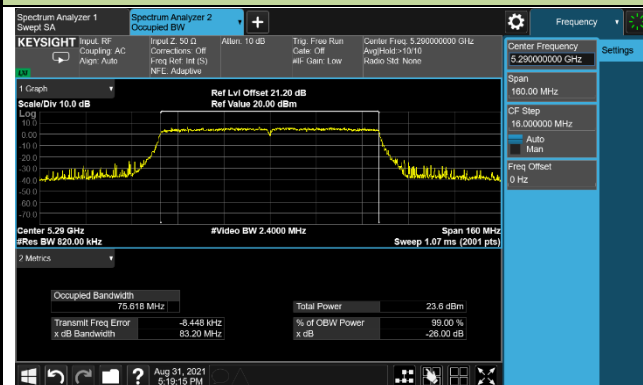 Spectrum Analyzer 1
Swept SA
Spectrum Analyzer 2
Occupied BW
+
Frequency
KEYSIGHT
Input: RF
Coupling: AC
Align: Auto
Input Z: 50 Ω
Corrections: Off
Freq Ref: Int (S)
NFE: Adaptive
Atten: 10 dB
Trig: Free Run
Gate: Off
#IF Gain: Low
Center Freq: 5.290000000 GHz
Avg|Hold:>10/10
Radio Std: None
LXI
Center Frequency
5.290000000 GHz
Settings
Span
160.00 MHz
CF Step
16.000000 MHz
Auto
Man
Freq Offset
0 Hz
1 Graph
Scale/Div 10.0 dB
Ref Lvl Offset 21.20 dB
Ref Value 20.00 dBm
Log
10.0
0.00
-10.0
-20.0
-30.0
-40.0
-50.0
-60.0
-70.0
Center 5.29 GHz
#Video BW 2.4000 MHz
Span 160 MHz
#Res BW 820.00 kHz
Sweep 1.07 ms (2001 pts)
2 Metrics
Occupied Bandwidth
75.618 MHz
Total Power 23.6 dBm
Transmit Freq Error -8.448 kHz
% of OBW Power 99.00 %
x dB Bandwidth 83.20 MHz
x dB -26.00 dB
?
Aug 31, 2021
5:19:15 PM